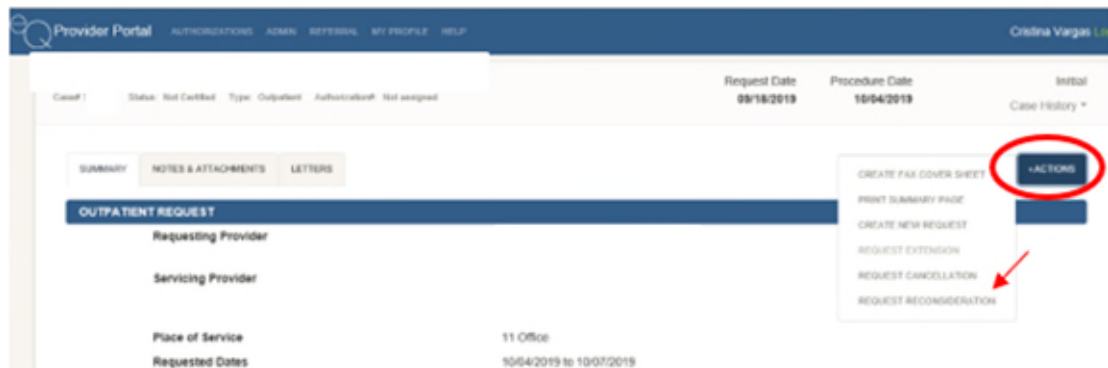 eQ Provider Portal AUTHORIZATIONS ADMIN REFERRAL MY PROFILE HELP Cristina Vargas Lo
Request Date Procedure Date Initial
Case# Status: Not Certified Type: Outpatient Authorization#: Not assigned 09/18/2019 10/04/2019 Case History
SUMMARY NOTES & ATTACHMENTS LETTERS +ACTIONS
CREATE FAX COVER SHEET
PRINT SUMMARY PAGE
OUTPATIENT REQUEST
CREATE NEW REQUEST
Requesting Provider
REQUEST EXTENSION
Servicing Provider REQUEST CANCELLATION
REQUEST RECONSIDERATION
Place of Service 11 Office
Requested Dates 10/04/2019 to 10/07/2019